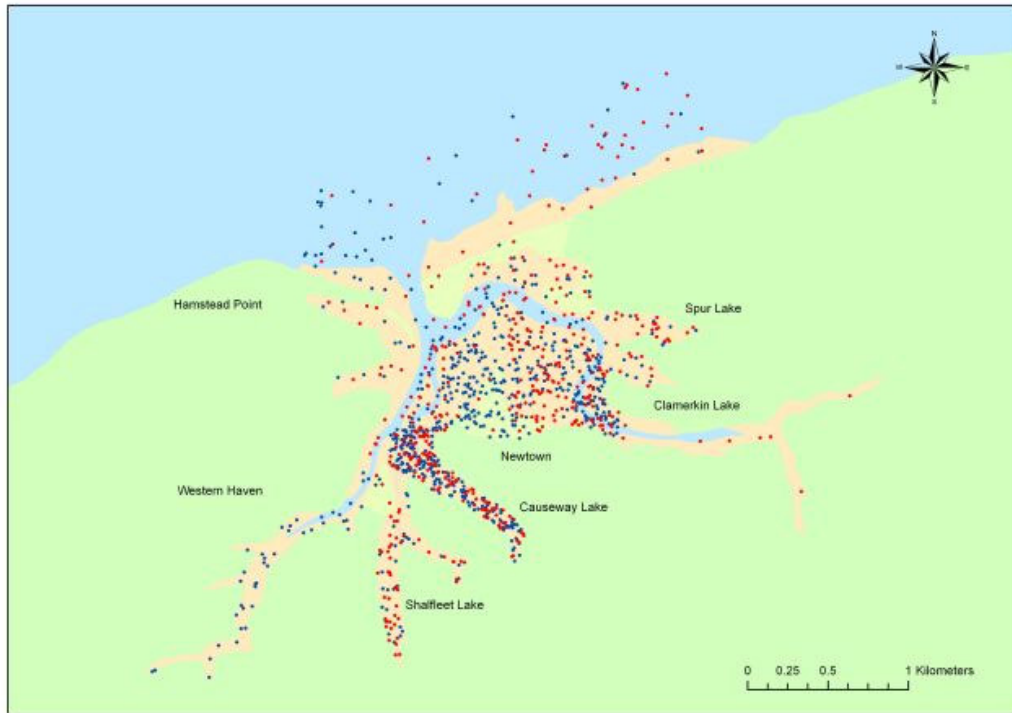 N
W
E
S
Hamstead Point
Spur Lake
Clamerkin Lake
Newtown
Western Haven
Causeway Lake
Shalfleet Lake
0 0.25 0.5 1 Kilometers